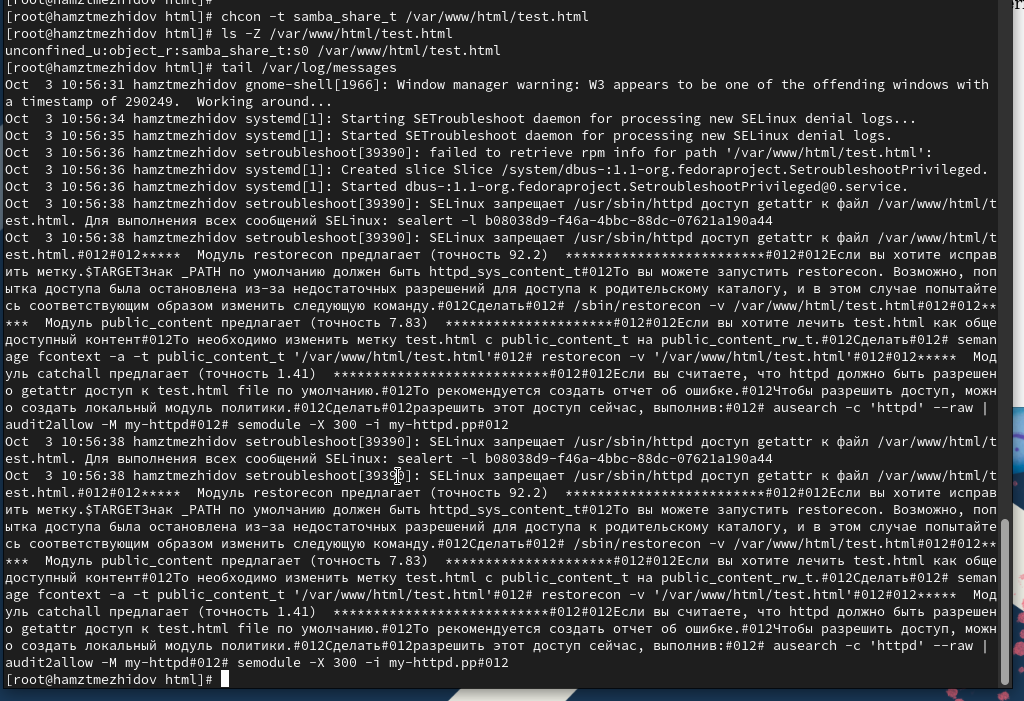 [root@hamztmezhidov html]# chcon -t samba_share_t /var/www/html/test.html
[root@hamztmezhidov html]# ls -Z /var/www/html/test.html
unconfined_u:object_r:samba_share_t:s0 /var/www/html/test.html
[root@hamztmezhidov html]# tail /var/log/messages
Oct  3 10:56:31 hamztmezhidov gnome-shell[1966]: Window manager warning: W3 appears to be one of the offending windows with
a timestamp of 290249.  Working around...
Oct  3 10:56:34 hamztmezhidov systemd[1]: Starting SETroubleshoot daemon for processing new SELinux denial logs...
Oct  3 10:56:35 hamztmezhidov systemd[1]: Started SETroubleshoot daemon for processing new SELinux denial logs.
Oct  3 10:56:36 hamztmezhidov setroubleshoot[39390]: failed to retrieve rpm info for path '/var/www/html/test.html':
Oct  3 10:56:36 hamztmezhidov systemd[1]: Created slice Slice /system/dbus-:1.1-org.fedoraproject.SetroubleshootPrivileged.
Oct  3 10:56:36 hamztmezhidov systemd[1]: Started dbus-:1.1-org.fedoraproject.SetroubleshootPrivileged@0.service.
Oct  3 10:56:38 hamztmezhidov setroubleshoot[39390]: SELinux запрещает /usr/sbin/httpd доступ getattr к файл /var/www/html/t
est.html. Для выполнения всех сообщений SELinux: sealert -l b08038d9-f46a-4bbc-88dc-07621a190a44
Oct  3 10:56:38 hamztmezhidov setroubleshoot[39390]: SELinux запрещает /usr/sbin/httpd доступ getattr к файл /var/www/html/t
est.html.#012#012*****  Модуль restorecon предлагает (точность 92.2)  *************************#012#012Если вы хотите исправ
ить метку.$TARGETЗнак _PATH по умолчанию должен быть httpd_sys_content_t#012То вы можете запустить restorecon. Возможно, поп
ытка доступа была остановлена из-за недостаточных разрешений для доступа к родительскому каталогу, и в этом случае попытайте
сь соответствующим образом изменить следующую команду.#012Сделать#012# /sbin/restorecon -v /var/www/html/test.html#012#012**
***  Модуль public_content предлагает (точность 7.83)  *********************#012#012Если вы хотите лечить test.html как обще
доступный контент#012То необходимо изменить метку test.html с public_content_t на public_content_rw_t.#012Сделать#012# seman
age fcontext -a -t public_content_t '/var/www/html/test.html'#012# restorecon -v '/var/www/html/test.html'#012#012*****  Мод
уль catchall предлагает (точность 1.41)  ***************************#012#012Если вы считаете, что httpd должно быть разрешен
о getattr доступ к test.html file по умолчанию.#012То рекомендуется создать отчет об ошибке.#012Чтобы разрешить доступ, можн
о создать локальный модуль политики.#012Сделать#012разрешить этот доступ сейчас, выполнив:#012# ausearch -c 'httpd' --raw |
audit2allow -M my-httpd#012# semodule -X 300 -i my-httpd.pp#012
Oct  3 10:56:38 hamztmezhidov setroubleshoot[39390]: SELinux запрещает /usr/sbin/httpd доступ getattr к файл /var/www/html/t
est.html. Для выполнения всех сообщений SELinux: sealert -l b08038d9-f46a-4bbc-88dc-07621a190a44
Oct  3 10:56:38 hamztmezhidov setroubleshoot[39390]: SELinux запрещает /usr/sbin/httpd доступ getattr к файл /var/www/html/t
est.html.#012#012*****  Модуль restorecon предлагает (точность 92.2)  *************************#012#012Если вы хотите исправ
ить метку.$TARGETЗнак _PATH по умолчанию должен быть httpd_sys_content_t#012То вы можете запустить restorecon. Возможно, поп
ытка доступа была остановлена из-за недостаточных разрешений для доступа к родительскому каталогу, и в этом случае попытайте
сь соответствующим образом изменить следующую команду.#012Сделать#012# /sbin/restorecon -v /var/www/html/test.html#012#012**
***  Модуль public_content предлагает (точность 7.83)  *********************#012#012Если вы хотите лечить test.html как обще
доступный контент#012То необходимо изменить метку test.html с public_content_t на public_content_rw_t.#012Сделать#012# seman
age fcontext -a -t public_content_t '/var/www/html/test.html'#012# restorecon -v '/var/www/html/test.html'#012#012*****  Мод
уль catchall предлагает (точность 1.41)  ***************************#012#012Если вы считаете, что httpd должно быть разрешен
о getattr доступ к test.html file по умолчанию.#012То рекомендуется создать отчет об ошибке.#012Чтобы разрешить доступ, можн
о создать локальный модуль политики.#012Сделать#012разрешить этот доступ сейчас, выполнив:#012# ausearch -c 'httpd' --raw |
audit2allow -M my-httpd#012# semodule -X 300 -i my-httpd.pp#012
[root@hamztmezhidov html]#